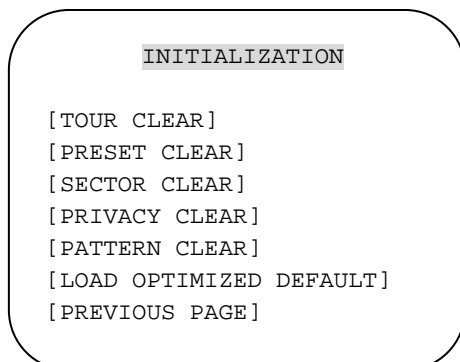 INITIALIZATION
[TOUR CLEAR]
[PRESET CLEAR]
[SECTOR CLEAR]
[PRIVACY CLEAR]
[PATTERN CLEAR]
[LOAD OPTIMIZED DEFAULT]
[PREVIOUS PAGE]